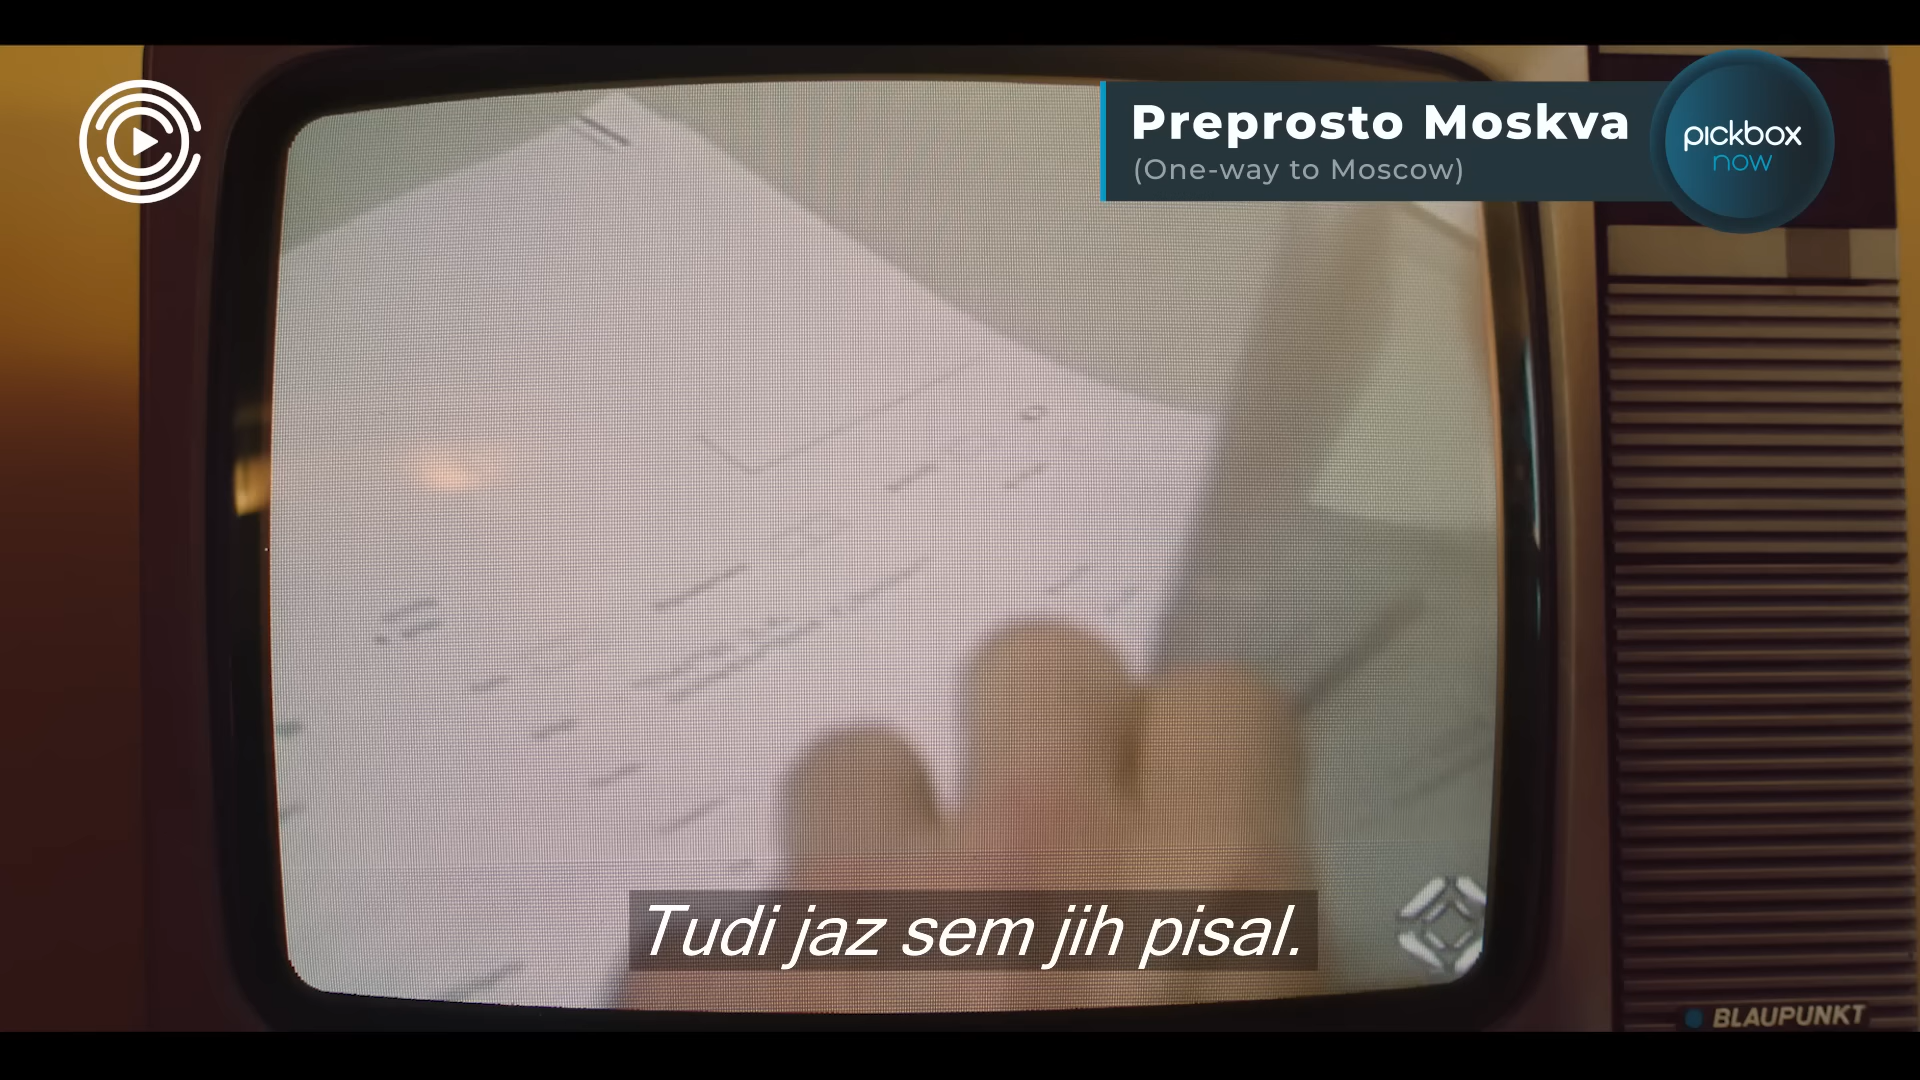 Preprosto Moskva
(One-way to Moscow)
pickbox
now
Tudi jaz sem jih pisal.
BLAUPUNKT